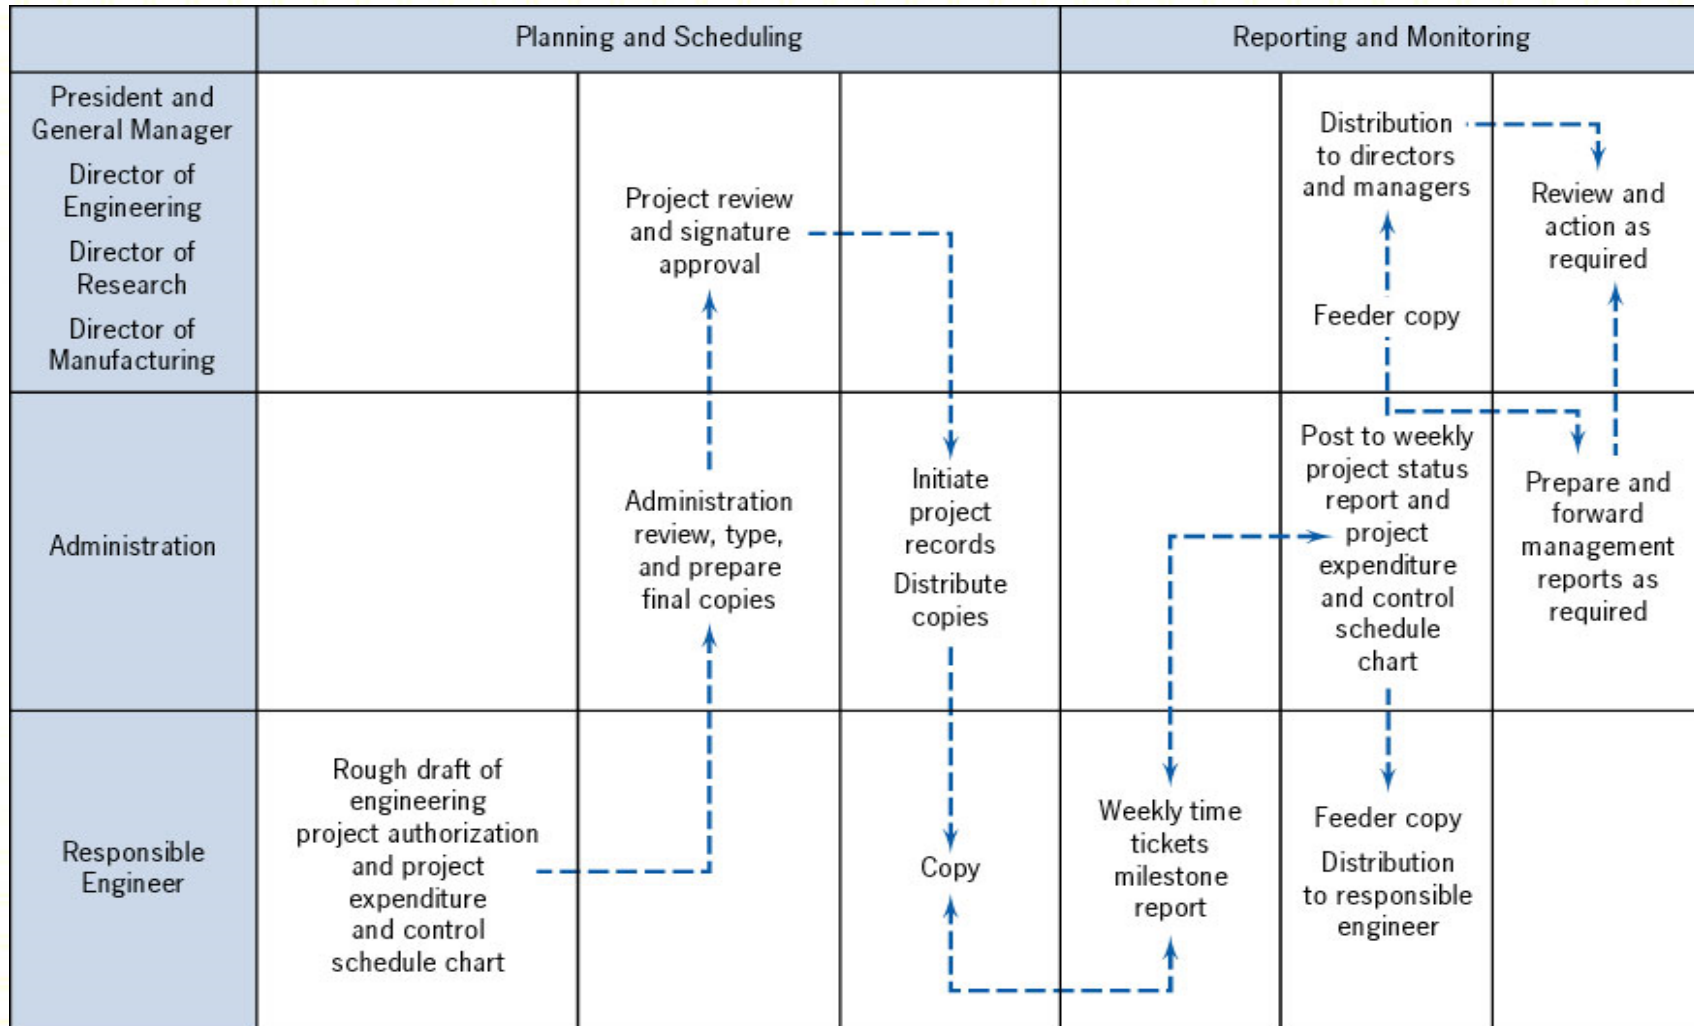 Planning and Scheduling
Reporting and Monitoring
President and
General Manager
Director of
Engineering
Director of
Research
Director of
Manufacturing
Project review
and signature
approval
Distribution
to directors
and managers
Feeder copy
Review and
action as
required
Administration
Administration
review, type,
and prepare
final copies
Initiate
project
records
Distribute
copies
Post to weekly
project status
report and
project
expenditure
and control
schedule
chart
Prepare and
forward
management
reports as
required
Responsible
Engineer
Rough draft of
engineering
project authorization
and project
expenditure
and control
schedule chart
Copy
Weekly time
tickets
milestone
report
Feeder copy
Distribution
to responsible
engineer